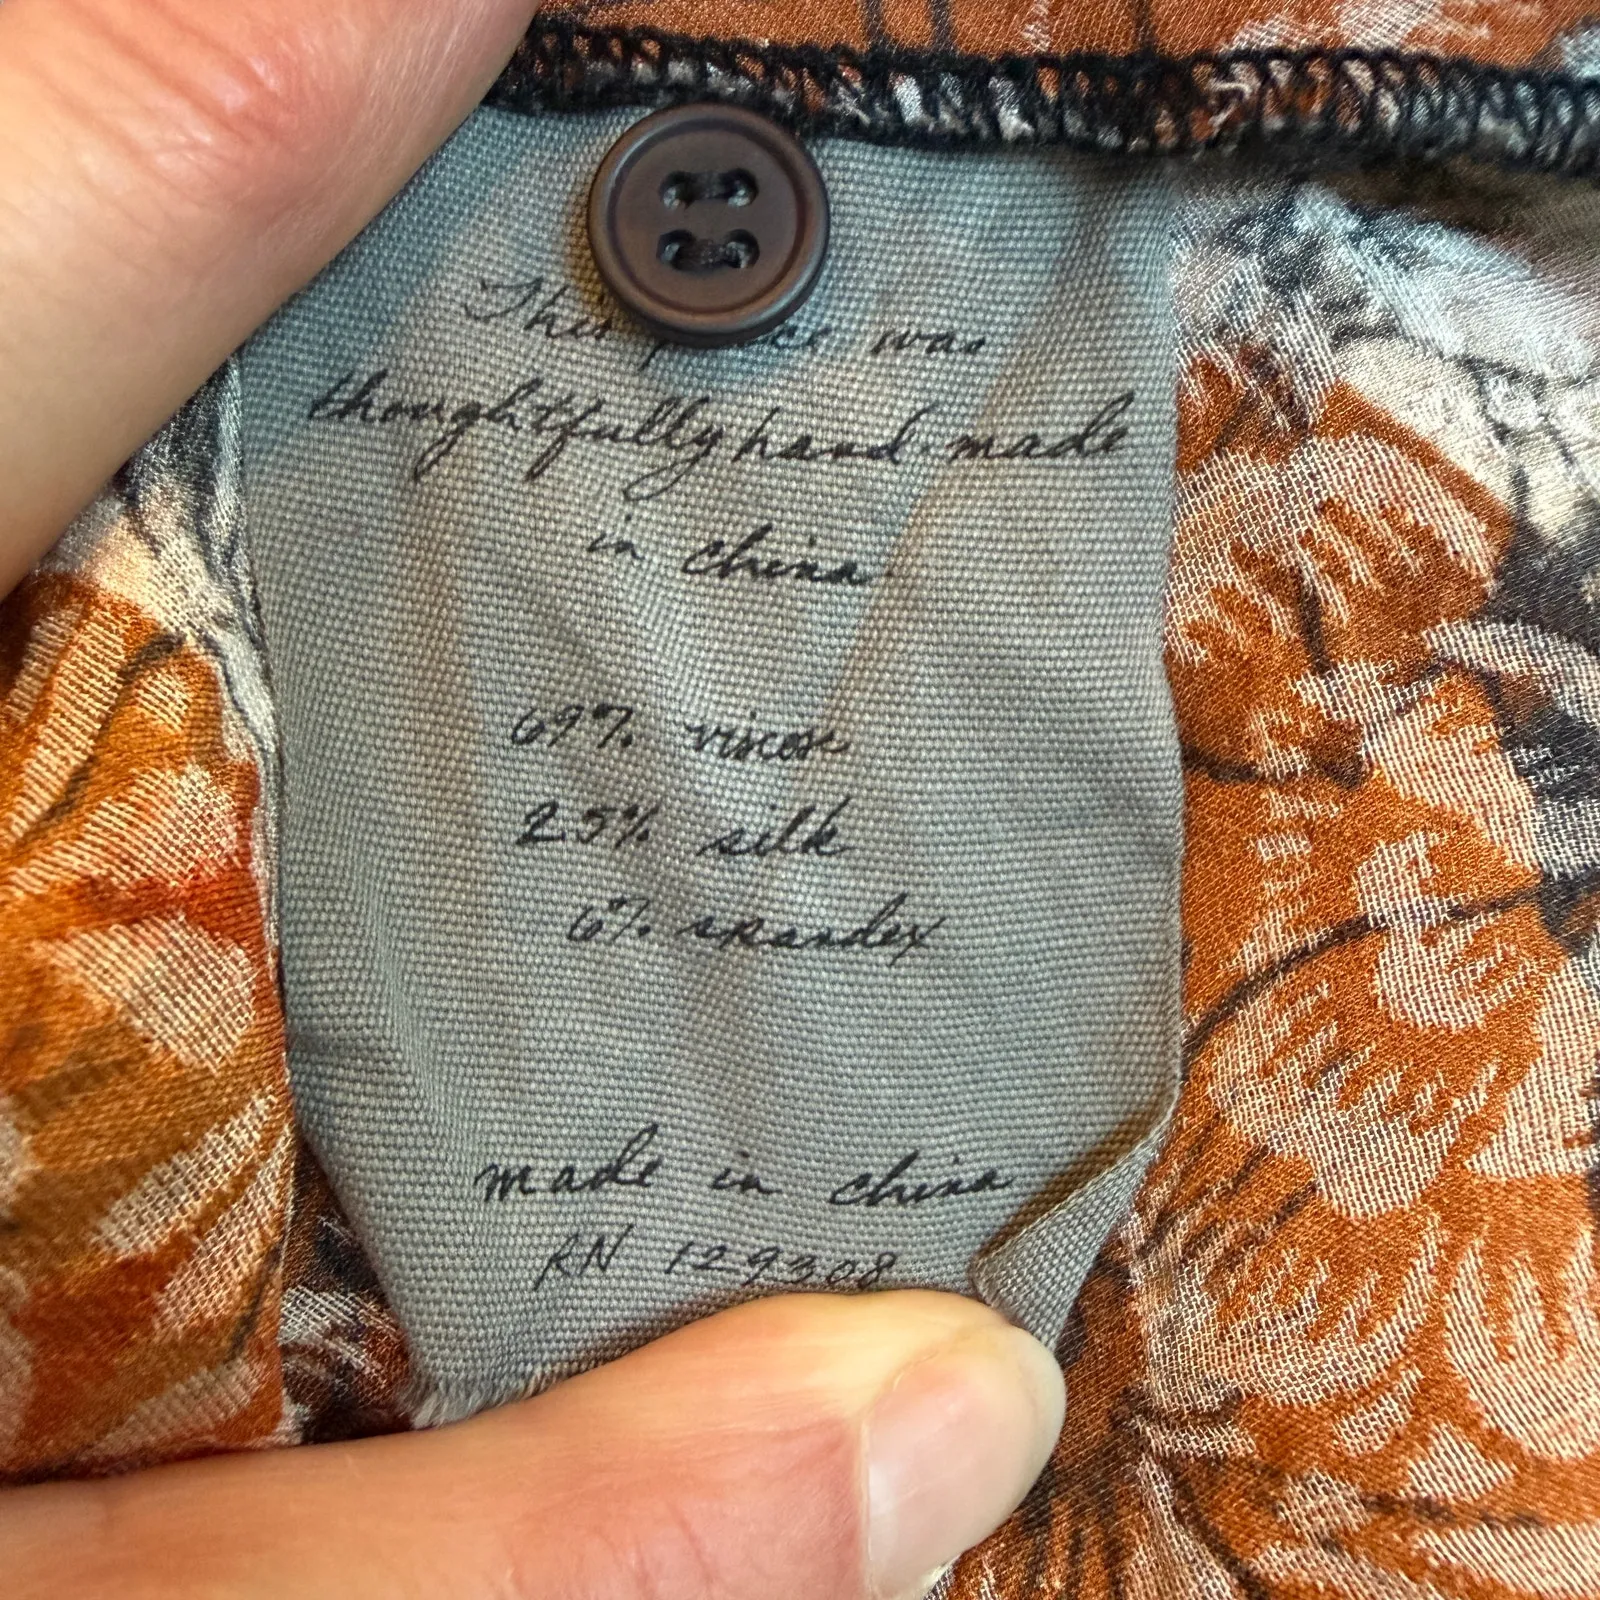 This piece was
thoughtfully hand-made
in china
69% viscose
25% silk
6% spandex
made in china
RN 129308